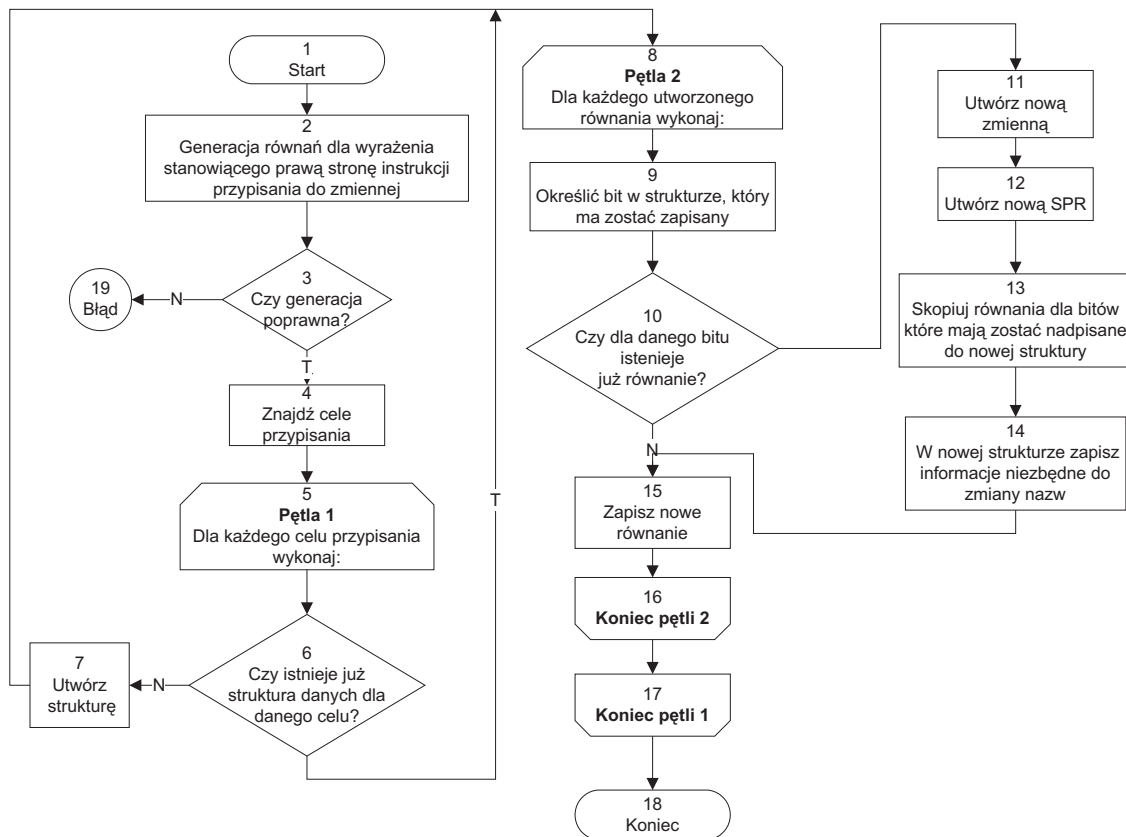 1
Start
2
Generacja równań dla wyrażenia
stanowiącego prawą stronę instrukcji
przypisania do zmiennej
3
Czy generacja
poprawna?
N
19
Błąd
T
4
Znajdź cele
przypisania
5
Pętla 1
Dla każdego celu przypisania
wykonaj:
6
Czy istnieje już
struktura danych dla
danego celu?
N
7
Utwórz
strukturę
T
8
Pętla 2
Dla każdego utworzonego
równania wykonaj:
9
Określić bit w strukturze, który
ma zostać zapisany
10
Czy dla danego bitu
istenieje
już równanie?
N
11
Utwórz nową
zmienną
12
Utwórz nową SPR
13
Skopiuj równania dla bitów
które mają zostać nadpisane
do nowej struktury
14
W nowej strukturze zapisz
informacje niezbędne do
zmiany nazw
15
Zapisz nowe
równanie
16
Koniec pętli 2
17
Koniec pętli 1
18
Koniec